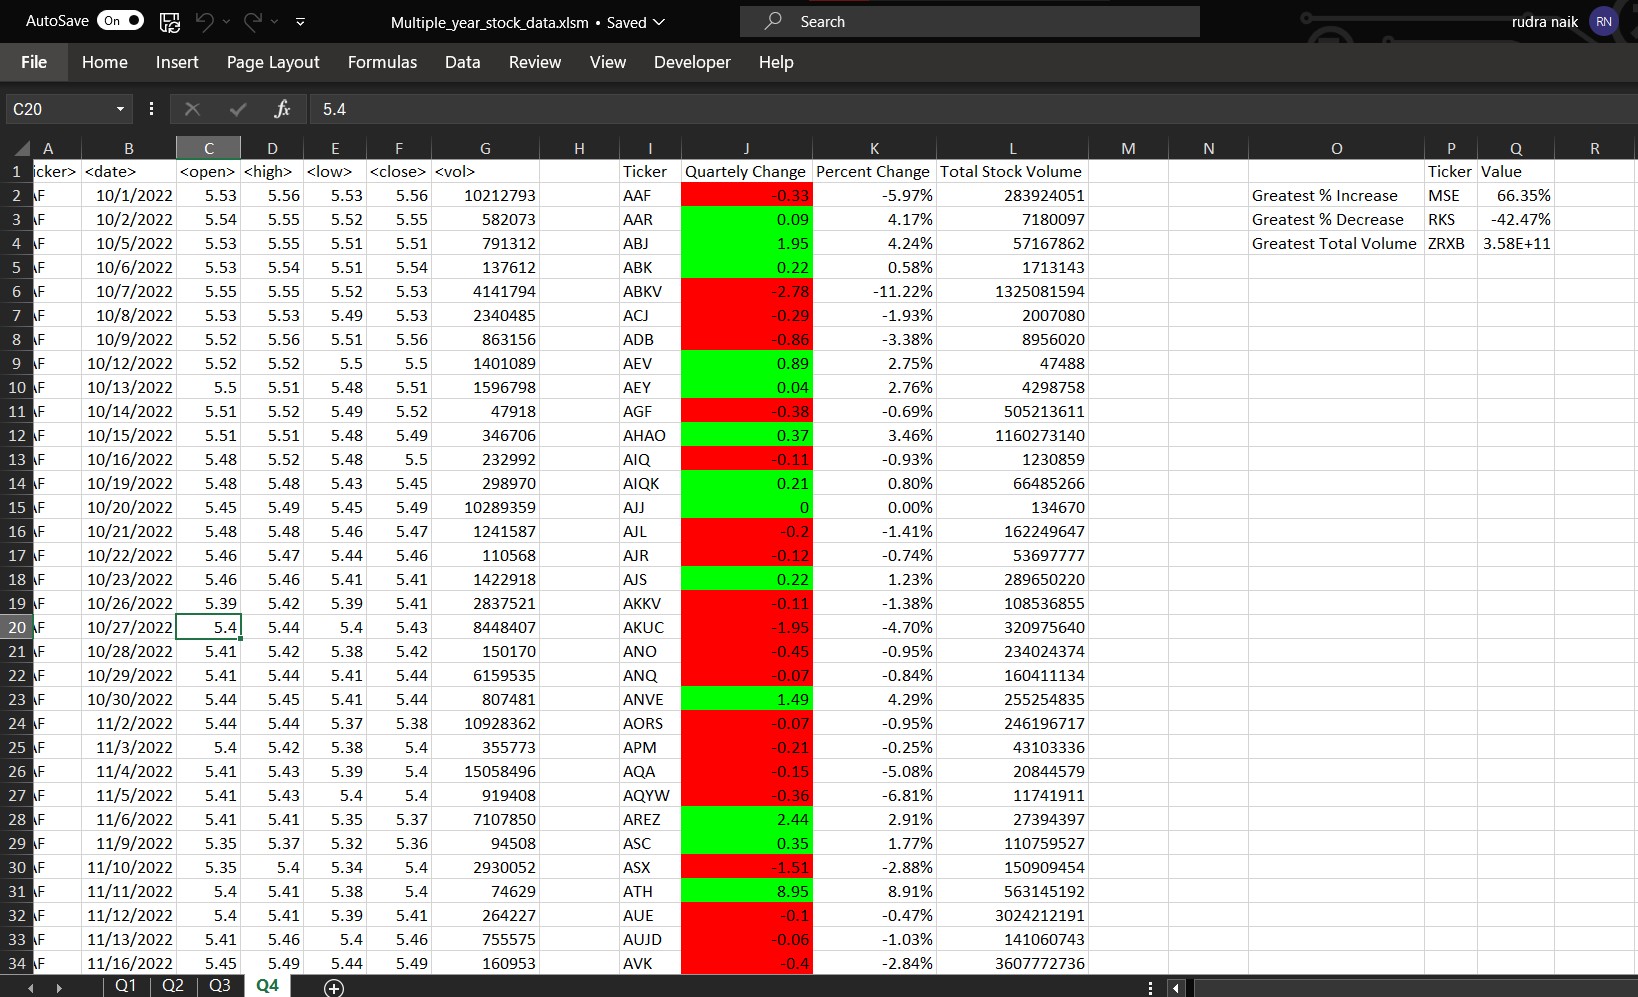 AutoSave On Multiple_year_stock_data.xlsm • Saved Search rudra naik RN
File Home Insert Page Layout Formulas Data Review View Developer Help
C20 fx 5.4
A B C D E F G H I J K L M N O P Q R
1 icker> <date> <open> <high> <low> <close> <vol> Ticker Quartely Change Percent Change Total Stock Volume Ticker Value
2 AF 10/1/2022 5.53 5.56 5.53 5.56 10212793 AAF -0.33 -5.97% 283924051 Greatest % Increase MSE 66.35%
3 AF 10/2/2022 5.54 5.55 5.52 5.55 582073 AAR 0.09 4.17% 7180097 Greatest % Decrease RKS -42.47%
4 AF 10/5/2022 5.53 5.55 5.51 5.51 791312 ABJ 1.95 4.24% 57167862 Greatest Total Volume ZRXB 3.58E+11
5 AF 10/6/2022 5.53 5.54 5.51 5.54 137612 ABK 0.22 0.58% 1713143
6 AF 10/7/2022 5.55 5.55 5.52 5.53 4141794 ABKV -2.78 -11.22% 1325081594
7 AF 10/8/2022 5.53 5.53 5.49 5.53 2340485 ACJ -0.29 -1.93% 2007080
8 AF 10/9/2022 5.52 5.56 5.51 5.56 863156 ADB -0.86 -3.38% 8956020
9 AF 10/12/2022 5.52 5.52 5.5 5.5 1401089 AEV 0.89 2.75% 47488
10 AF 10/13/2022 5.5 5.51 5.48 5.51 1596798 AEY 0.04 2.76% 4298758
11 AF 10/14/2022 5.51 5.52 5.49 5.52 47918 AGF -0.38 -0.69% 505213611
12 AF 10/15/2022 5.51 5.51 5.48 5.49 346706 AHAO 0.37 3.46% 1160273140
13 AF 10/16/2022 5.48 5.52 5.48 5.5 232992 AIQ -0.11 -0.93% 1230859
14 AF 10/19/2022 5.48 5.48 5.43 5.45 298970 AIQK 0.21 0.80% 66485266
15 AF 10/20/2022 5.45 5.49 5.45 5.49 10289359 AJJ 0 0.00% 134670
16 AF 10/21/2022 5.48 5.48 5.46 5.47 1241587 AJL -0.2 -1.41% 162249647
17 AF 10/22/2022 5.46 5.47 5.44 5.46 110568 AJR -0.12 -0.74% 53697777
18 AF 10/23/2022 5.46 5.46 5.41 5.41 1422918 AJS 0.22 1.23% 289650220
19 AF 10/26/2022 5.39 5.42 5.39 5.41 2837521 AKKV -0.11 -1.38% 108536855
20 AF 10/27/2022 5.4 5.44 5.4 5.43 8448407 AKUC -1.95 -4.70% 320975640
21 AF 10/28/2022 5.41 5.42 5.38 5.42 150170 ANO -0.45 -0.95% 234024374
22 AF 10/29/2022 5.41 5.44 5.41 5.44 6159535 ANQ -0.07 -0.84% 160411134
23 AF 10/30/2022 5.44 5.45 5.41 5.44 807481 ANVE 1.49 4.29% 255254835
24 AF 11/2/2022 5.44 5.44 5.37 5.38 10928362 AORS -0.07 -0.95% 246196717
25 AF 11/3/2022 5.4 5.42 5.38 5.4 355773 APM -0.21 -0.25% 43103336
26 AF 11/4/2022 5.41 5.43 5.39 5.4 15058496 AQA -0.15 -5.08% 20844579
27 AF 11/5/2022 5.41 5.43 5.4 5.4 919408 AQYW -0.36 -6.81% 11741911
28 AF 11/6/2022 5.41 5.41 5.35 5.37 7107850 AREZ 2.44 2.91% 27394397
29 AF 11/9/2022 5.35 5.37 5.32 5.36 94508 ASC 0.35 1.77% 110759527
30 AF 11/10/2022 5.35 5.4 5.34 5.4 2930052 ASX -1.51 -2.88% 150909454
31 AF 11/11/2022 5.4 5.41 5.38 5.4 74629 ATH 8.95 8.91% 563145192
32 AF 11/12/2022 5.4 5.41 5.39 5.41 264227 AUE -0.1 -0.47% 3024212191
33 AF 11/13/2022 5.41 5.46 5.4 5.46 755575 AUJD -0.06 -1.03% 141060743
34 AF 11/16/2022 5.45 5.49 5.44 5.49 160953 AVK -0.4 -2.84% 3607772736
Q1 Q2 Q3 Q4